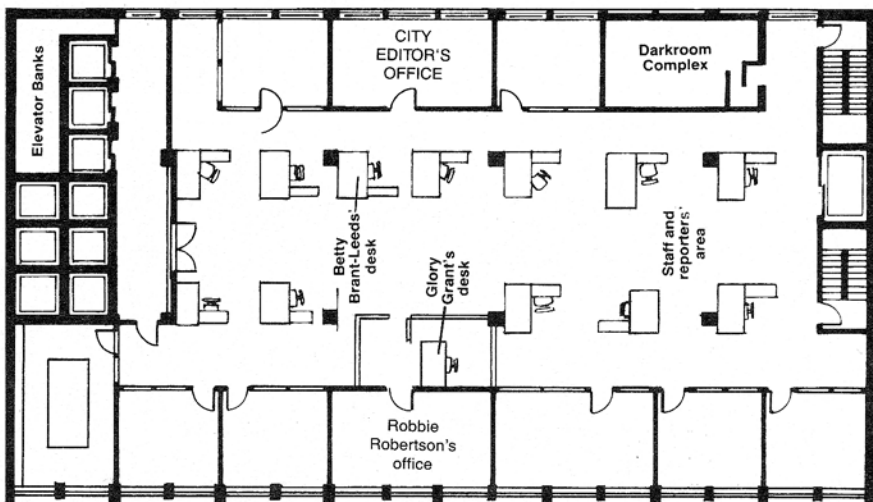 CITY
EDITOR'S
OFFICE
Darkroom
Complex
Elevator Banks
Betty
Brant-Leeds'
desk
Glory
Grant's
desk
Staff and
reporters'
area
Robbie
Robertson's
office